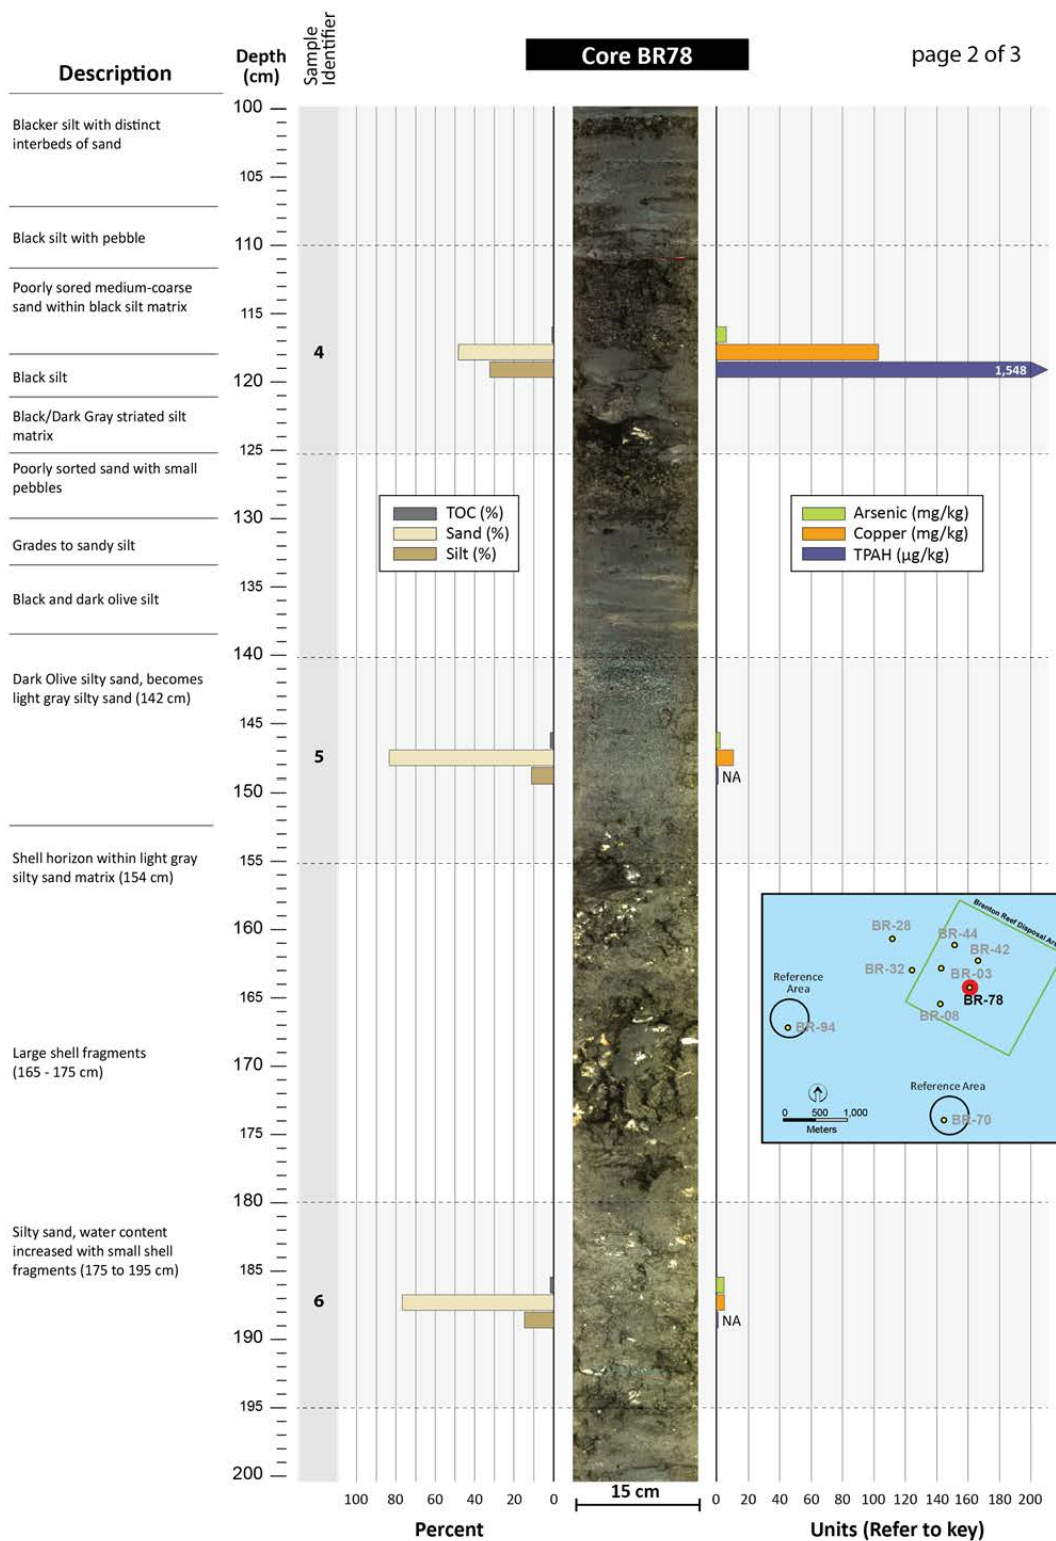 Core BR78
page 2 of 3
Description
Depth
(cm)
Sample
Identifier
Blacker silt with distinct
interbeds of sand
Black silt with pebble
Poorly sored medium-coarse
sand within black silt matrix
Black silt
Black/Dark Gray striated silt
matrix
Poorly sorted sand with small
pebbles
Grades to sandy silt
Black and dark olive silt
Dark Olive silty sand, becomes
light gray silty sand (142 cm)
Shell horizon within light gray
silty sand matrix (154 cm)
Large shell fragments
(165 - 175 cm)
Silty sand, water content
increased with small shell
fragments (175 to 195 cm)
100
105
110
115
120
125
130
135
140
145
150
155
160
165
170
175
180
185
190
195
200
4
5
6
TOC (%)
Sand (%)
Silt (%)
1,548
Arsenic (mg/kg)
Copper (mg/kg)
TPAH (µg/kg)
NA
NA
Brenton Reef Disposal Are
BR-28
BR-44
BR-42
BR-32
BR-03
BR-78
BR-08
Reference
Area
BR-94
Reference Area
BR-70
0 500 1,000
Meters
100 80 60 40 20 0
Percent
15 cm
0 20 40 60 80 100 120 140 160 180 200
Units (Refer to key)